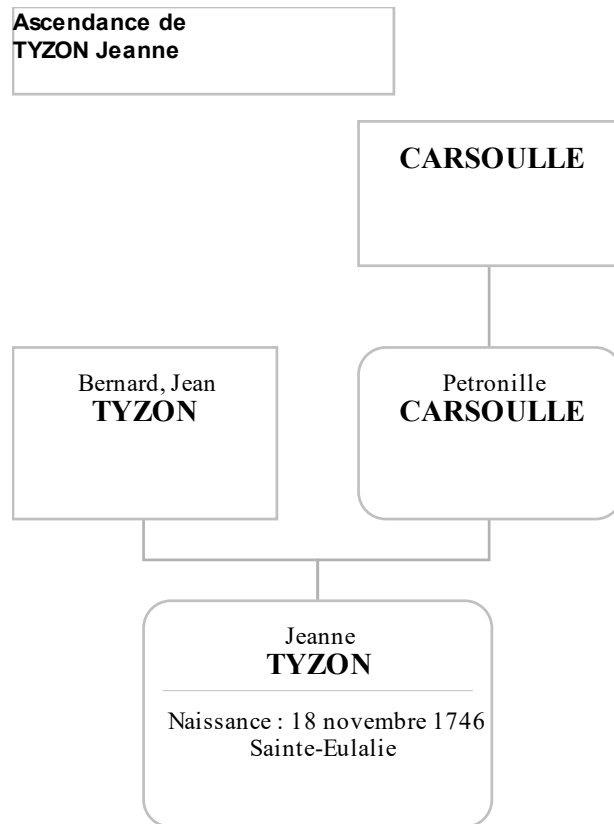 Ascendance de
TYZON Jeanne
CARSOULLE
Bernard, Jean
TYZON
Petronille
CARSOULLE
Jeanne
TYZON
Naissance : 18 novembre 1746
Sainte-Eulalie